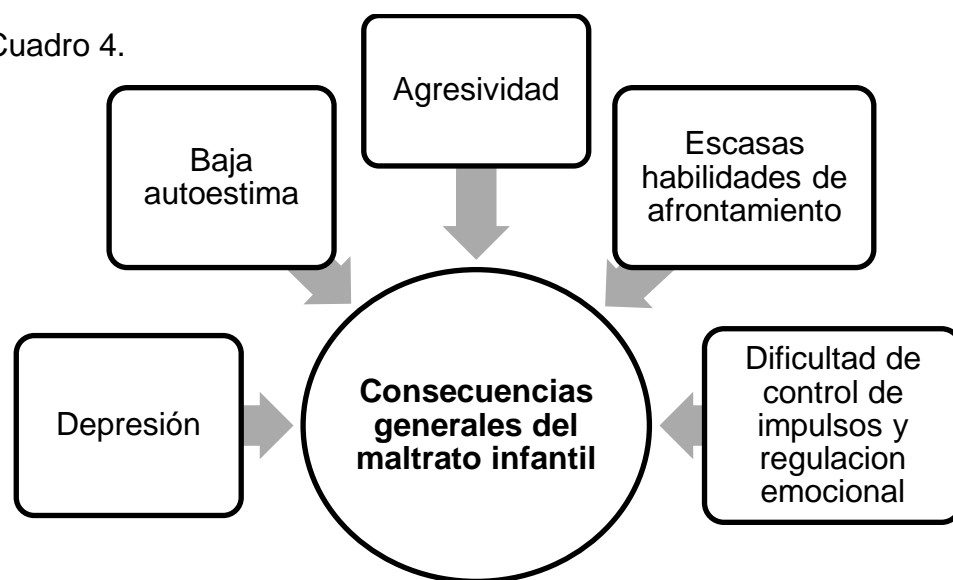 Cuadro 4.
Agresividad
Baja
autoestima
Escasas
habilidades de
afrontamiento
Depresión
Consecuencias
generales del
maltrato infantil
Dificultad de
control de
impulsos y
regulacion
emocional